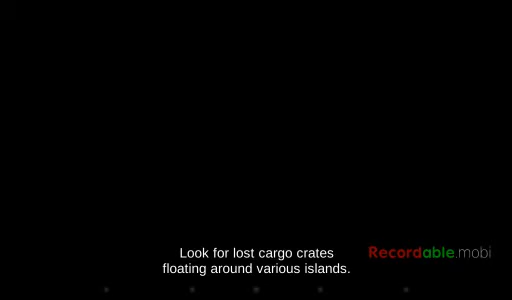 Look for lost cargo crates
floating around various islands.
Recordable.mobi